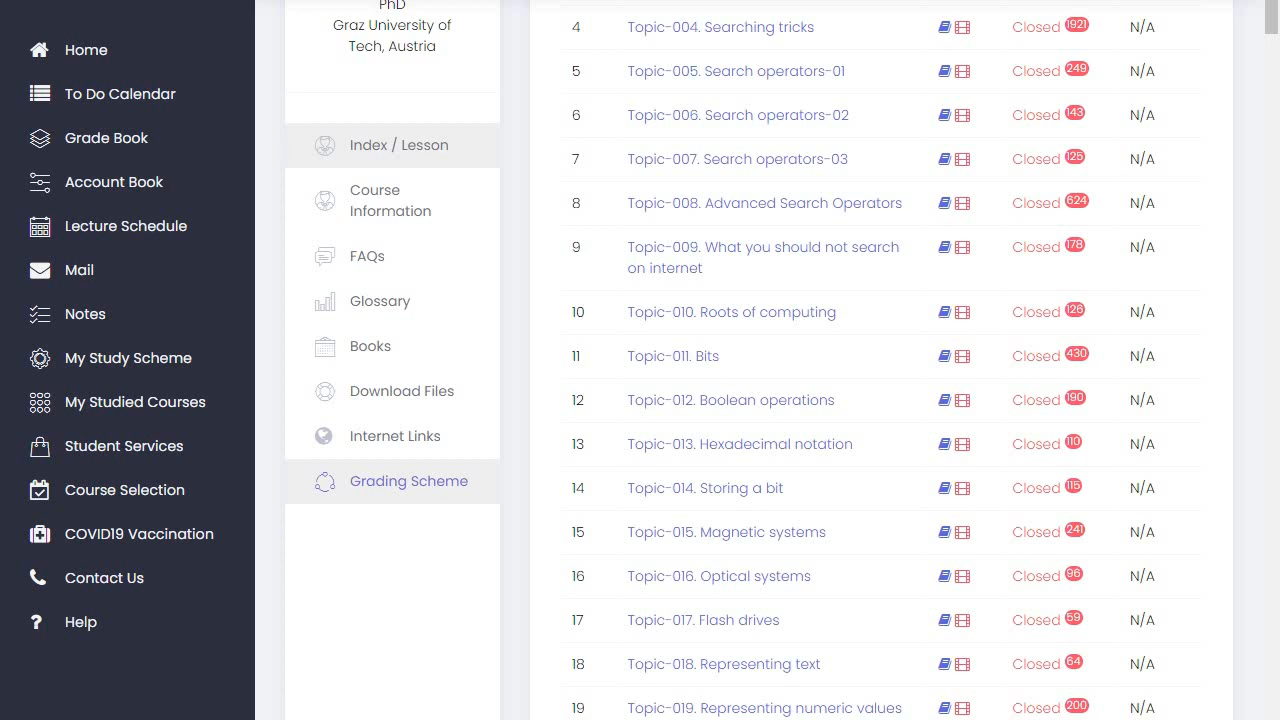 Home
To Do Calendar
Grade Book
Account Book
Lecture Schedule
Mail
Notes
My Study Scheme
My Studied Courses
Student Services
Course Selection
COVID19 Vaccination
Contact Us
Help
PhD
Graz University of
Tech, Austria
Index / Lesson
Course
Information
FAQs
Glossary
Books
Download Files
Internet Links
Grading Scheme
4 Topic-004. Searching tricks Closed 1921 N/A
5 Topic-005. Search operators-01 Closed 249 N/A
6 Topic-006. Search operators-02 Closed 143 N/A
7 Topic-007. Search operators-03 Closed 125 N/A
8 Topic-008. Advanced Search Operators Closed 624 N/A
9 Topic-009. What you should not search Closed 178 N/A
on internet
10 Topic-010. Roots of computing Closed 126 N/A
11 Topic-011. Bits Closed 430 N/A
12 Topic-012. Boolean operations Closed 190 N/A
13 Topic-013. Hexadecimal notation Closed 110 N/A
14 Topic-014. Storing a bit Closed 115 N/A
15 Topic-015. Magnetic systems Closed 241 N/A
16 Topic-016. Optical systems Closed 96 N/A
17 Topic-017. Flash drives Closed 59 N/A
18 Topic-018. Representing text Closed 64 N/A
19 Topic-019. Representing numeric values Closed 200 N/A